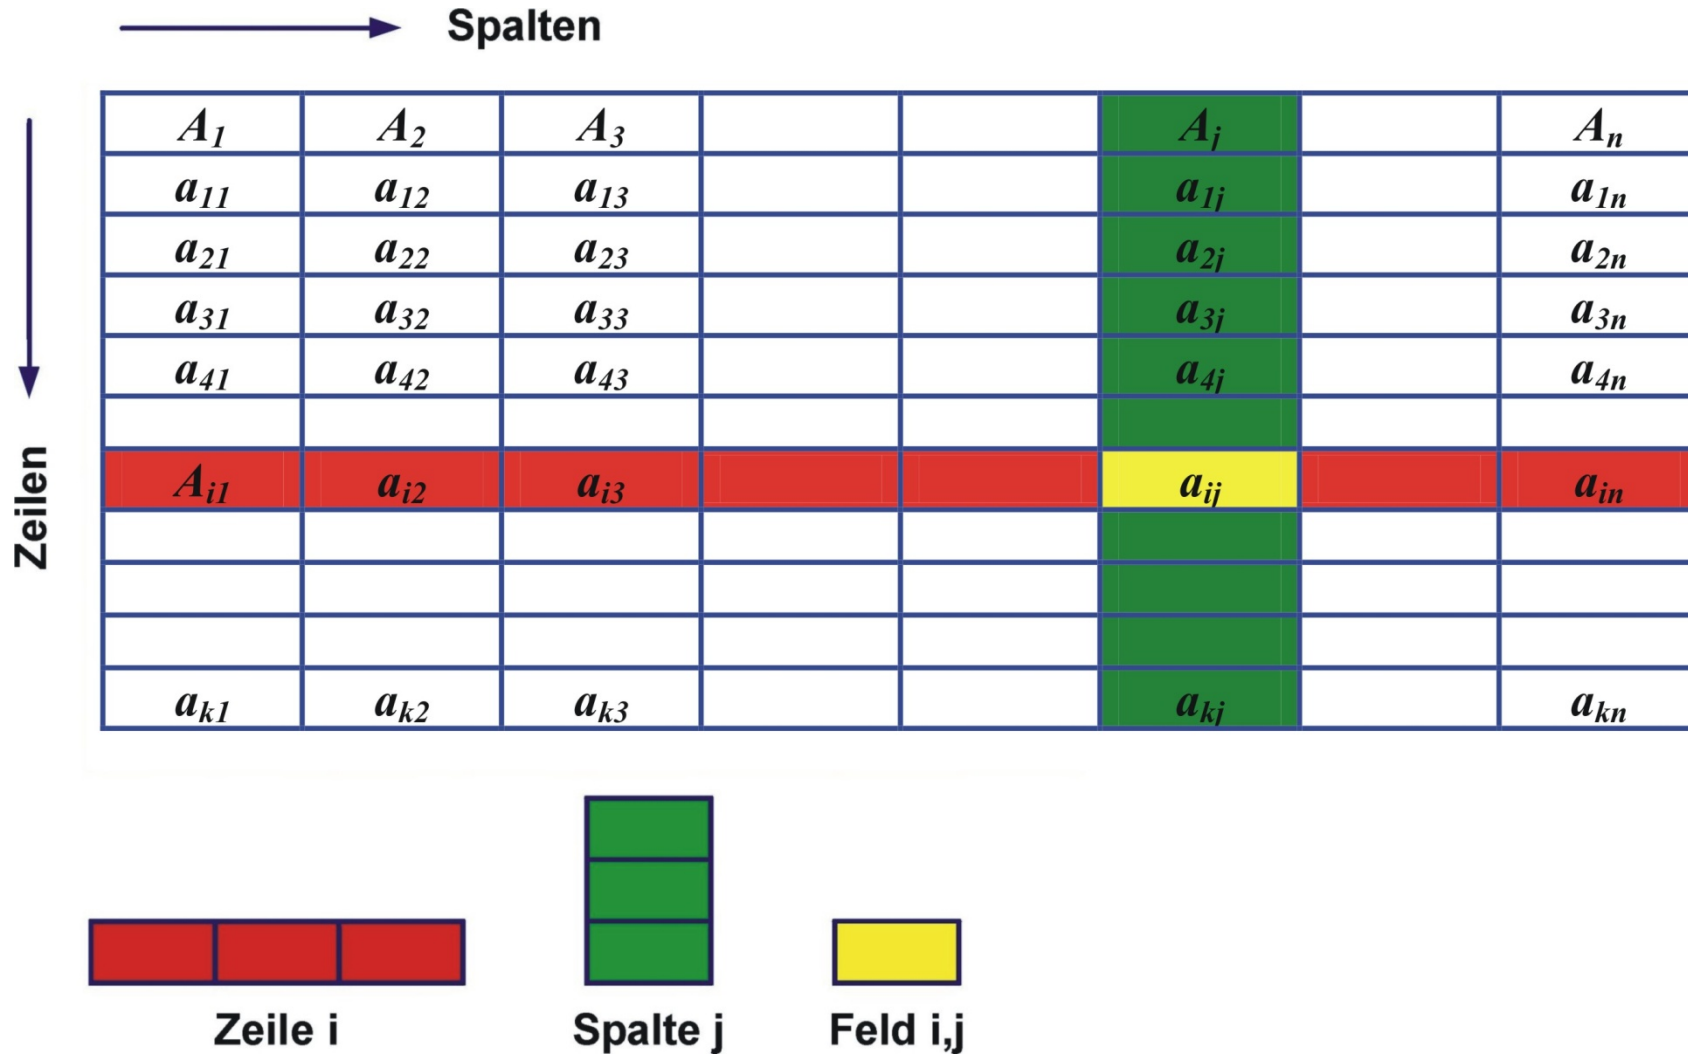 Spalten
A1 A2 A3 Aj An
a11 a12 a13 a1j a1n
a21 a22 a23 a2j a2n
a31 a32 a33 a3j a3n
a41 a42 a43 a4j a4n
Ai1 ai2 ai3 aij ain
ak1 ak2 ak3 akj akn
Zeilen
Zeile i Spalte j Feld i,j